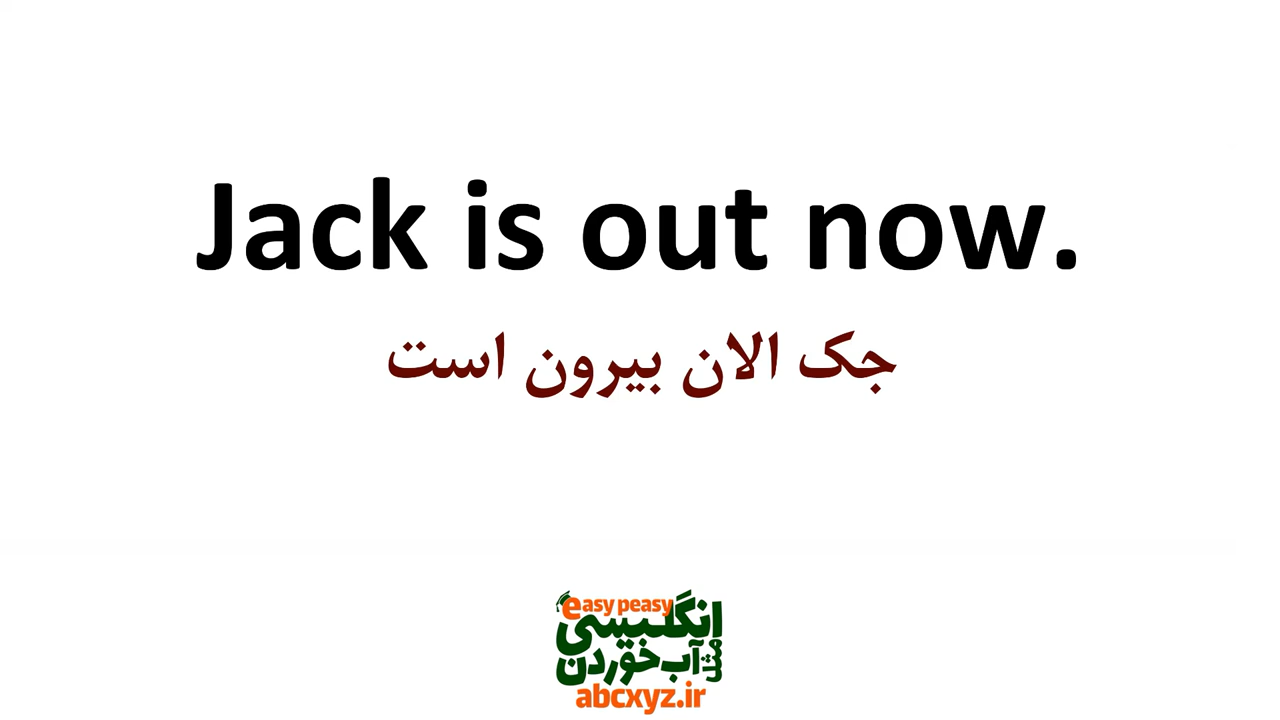 Jack is out now.
جک الان بیرون است
easy peasy
انگلیسی
مثل آب خوردن
abcxyz.ir